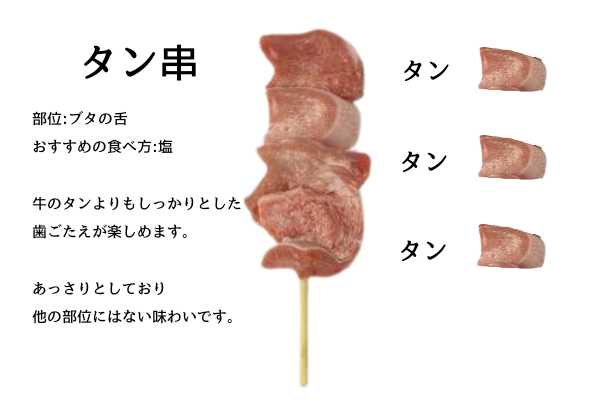 タン串
部位:ブタの舌
おすすめの食べ方:塩
牛のタンよりもしっかりとした
歯ごたえが楽しめます。
あっさりとしており
他の部位にはない味わいです。
タン
タン
タン